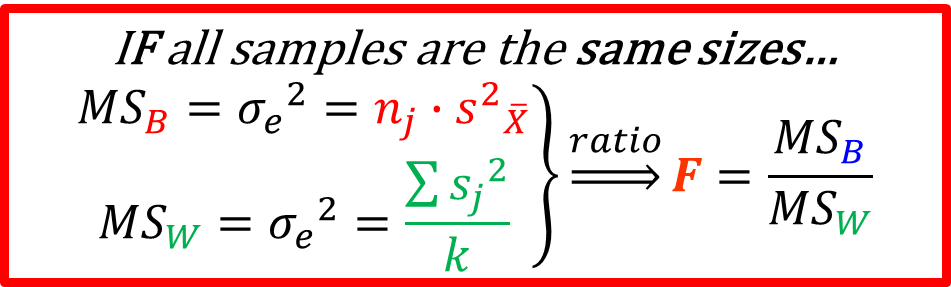 IF all samples are the same sizes...
MS_B = σ_e² = n_j · s²_X̄
MS_W = σ_e² = ∑ s_j² / k
ratio ⟹ F = MS_B / MS_W